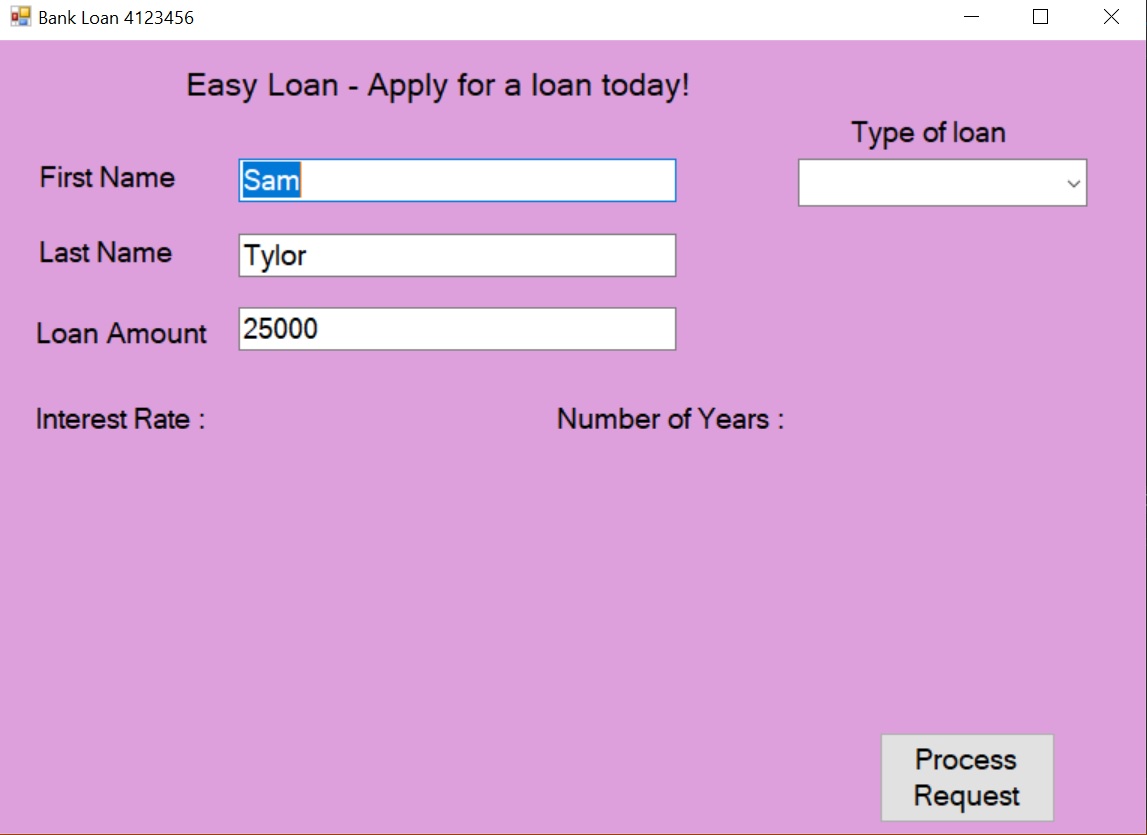 Bank Loan 4123456
Easy Loan - Apply for a loan today!
Type of loan
First Name
Sam
Last Name
Tylor
Loan Amount
25000
Interest Rate :
Number of Years :
Process
Request